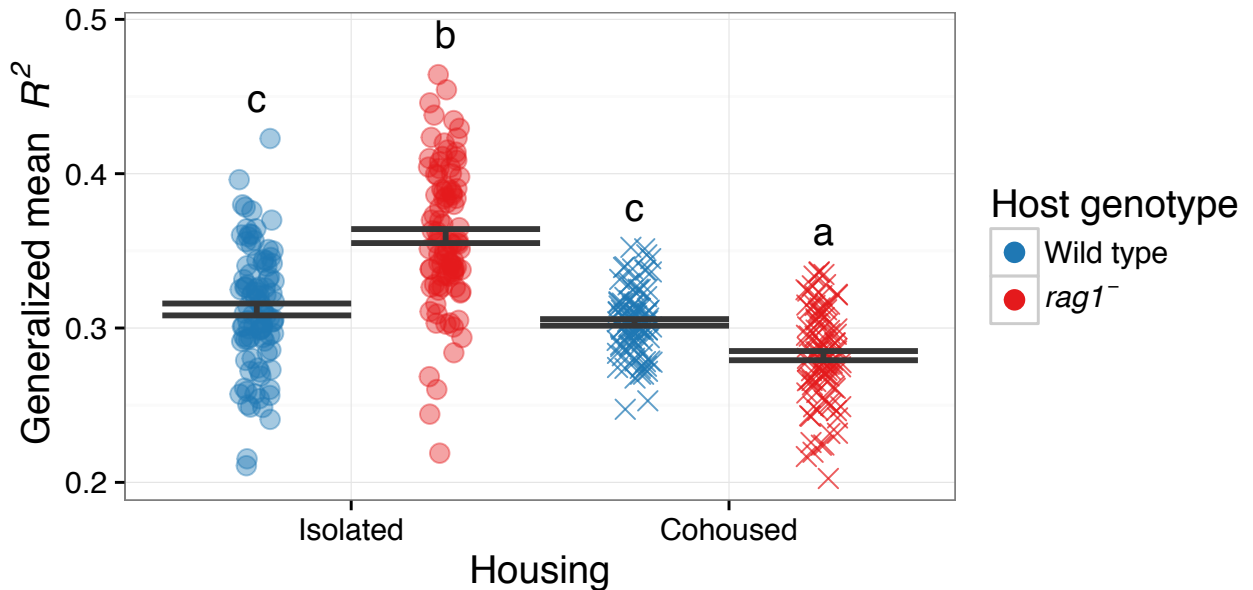 Generalized mean R²
0.5
0.4
0.3
0.2
c
b
c
a
Isolated
Cohoused
Housing
Host genotype
Wild type
rag1⁻